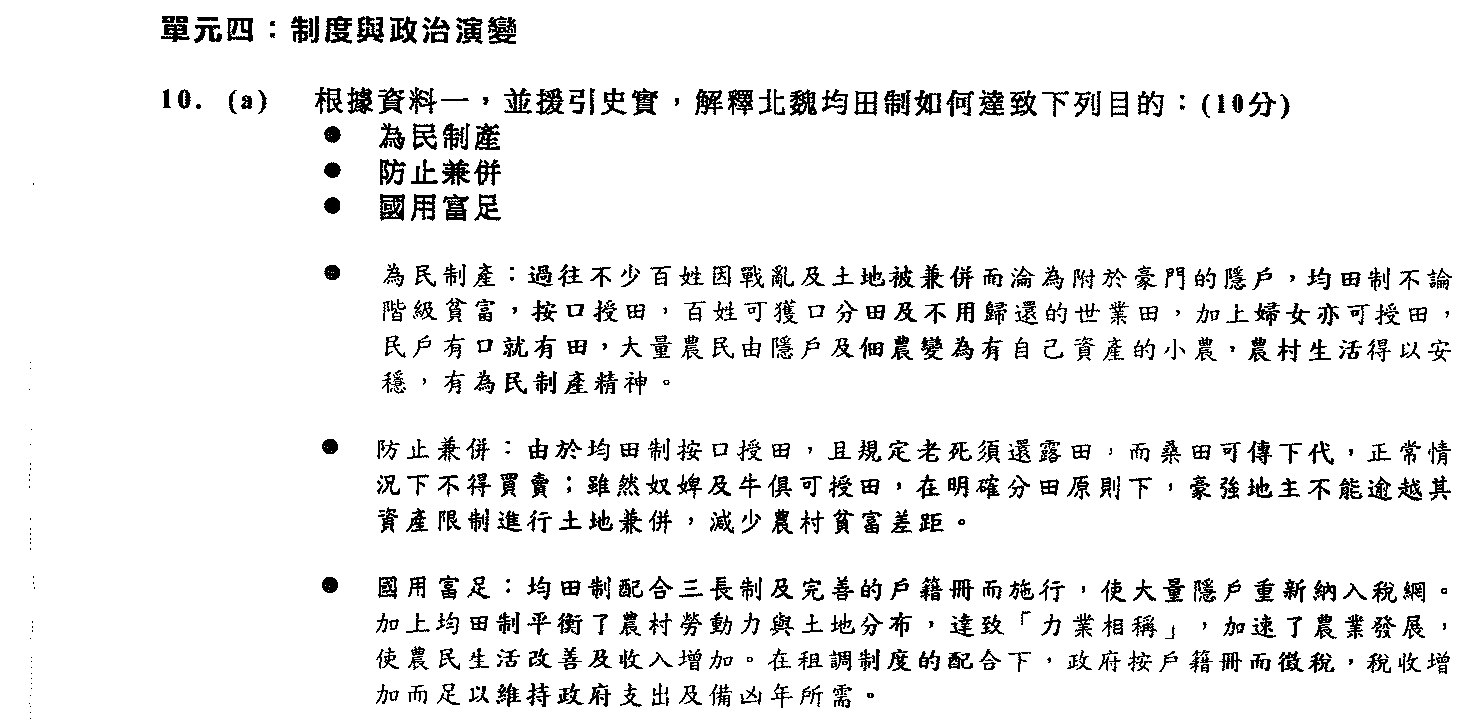 單元四：制度與政治演變
10. (a) 根據資料一，並援引史實，解釋北魏均田制如何達致下列目的：(10分)
● 為民制產
● 防止兼併
● 國用富足
● 為民制產：過往不少百姓因戰亂及土地被兼併而淪為附於豪門的隱戶，均田制不論
階級貧富，按口授田，百姓可獲口分田及不用歸還的世業田，加上婦女亦可授田，
民戶有口就有田，大量農民由隱戶及佃農變為有自己資產的小農，農村生活得以安
穩，有為民制產精神。
● 防止兼併：由於均田制按口授田，且規定老死須還露田，而桑田可傳下代，正常情
況下不得買賣；雖然奴婢及牛俱可授田，在明確分田原則下，豪強地主不能逾越其
資產限制進行土地兼併，減少農村貧富差距。
● 國用富足：均田制配合三長制及完善的戶籍冊而施行，使大量隱戶重新納入稅網。
加上均田制平衡了農村勞動力與土地分布，達致「力業相稱」，加速了農業發展，
使農民生活改善及收入增加。在租調制度的配合下，政府按戶籍冊而徵稅，稅收增
加而足以維持政府支出及備凶年所需。